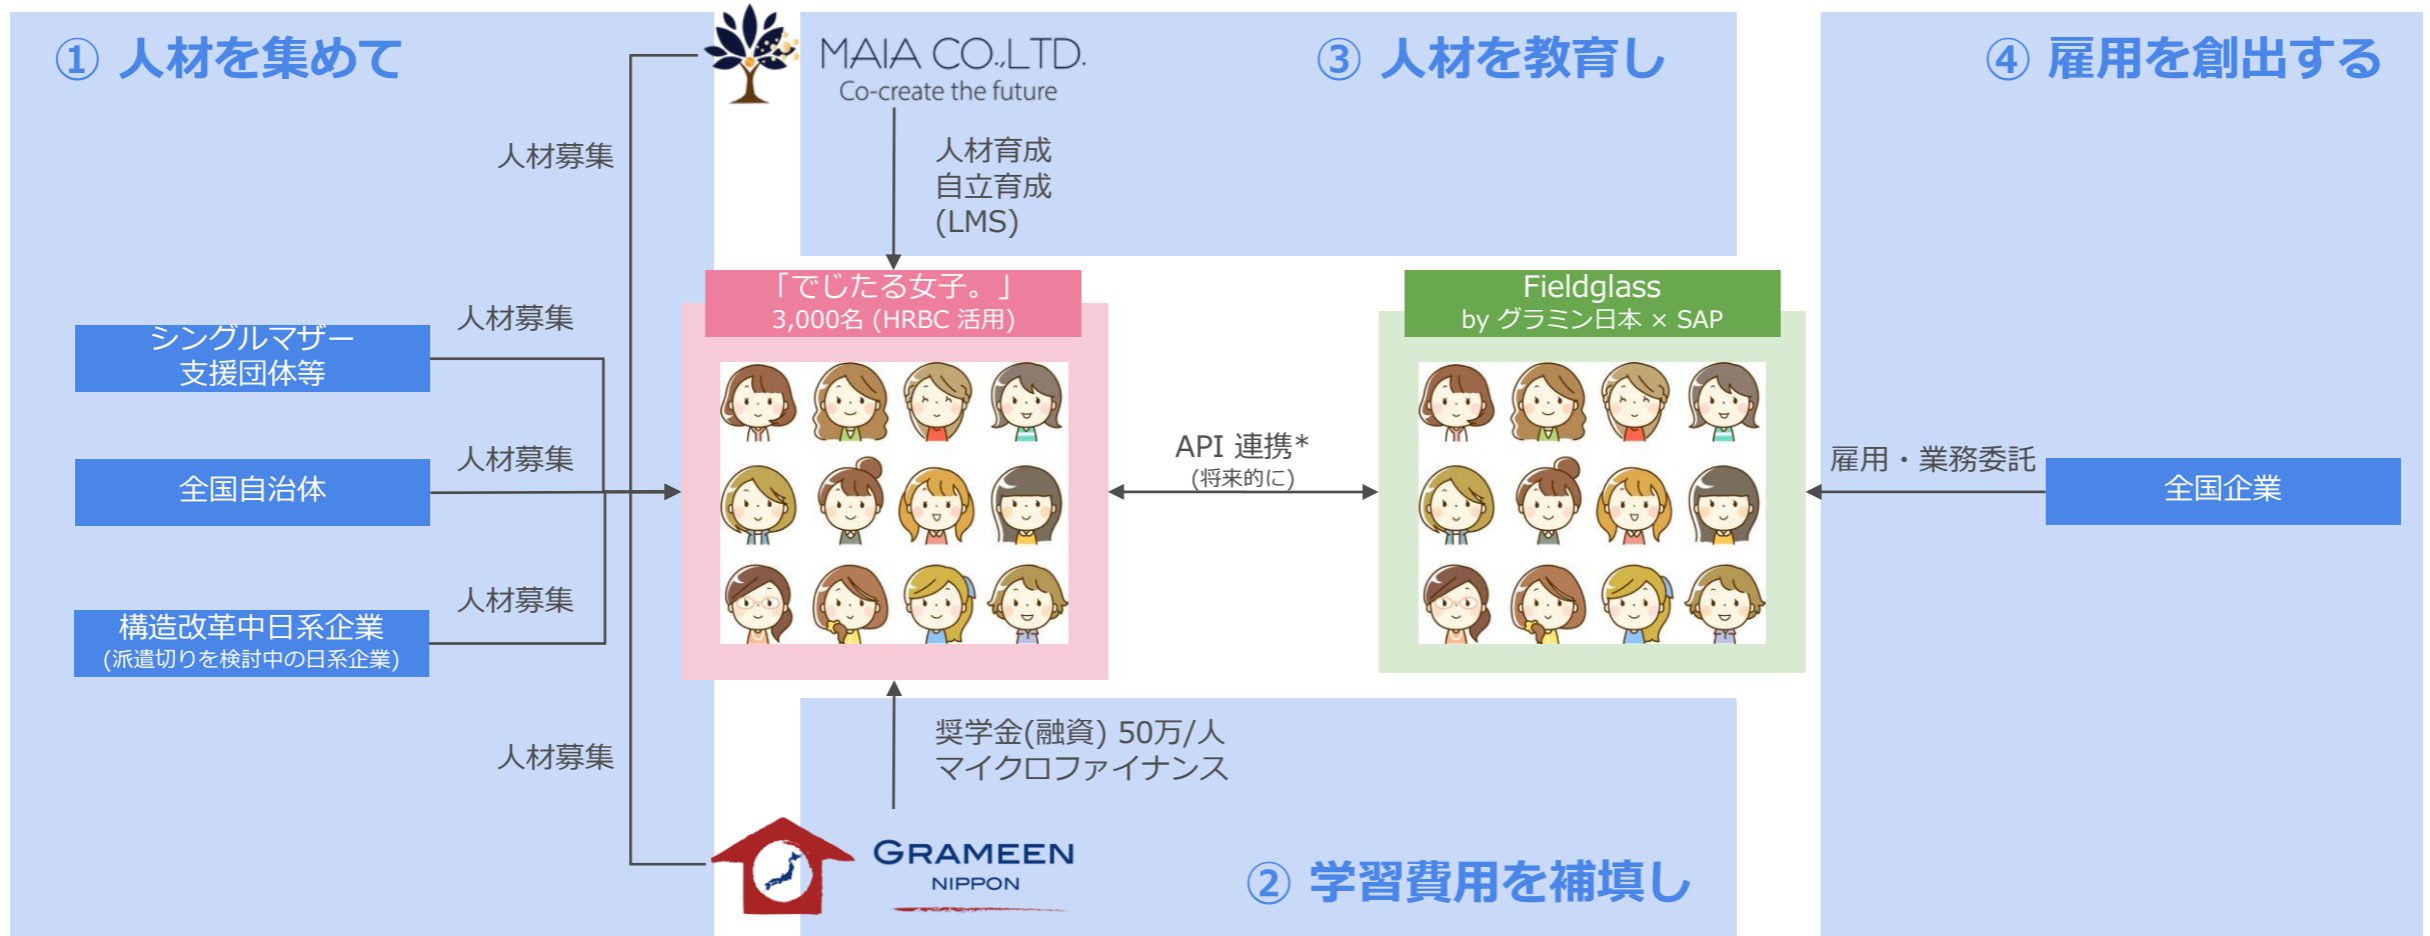 ① 人材を集めて
MAIA CO.,LTD.
Co-create the future
③ 人材を教育し
④ 雇用を創出する
人材募集
人材育成
自立育成
(LMS)
「でじたる女子。」
3,000名 (HRBC 活用)
Fieldglass
by グラミン日本 × SAP
人材募集
シングルマザー
支援団体等
人材募集
全国自治体
API 連携*
(将来的に)
雇用・業務委託
全国企業
人材募集
構造改革中日系企業
(派遣切りを検討中の日系企業)
人材募集
奨学金(融資) 50万/人
マイクロファイナンス
GRAMEEN
NIPPON
② 学習費用を補填し